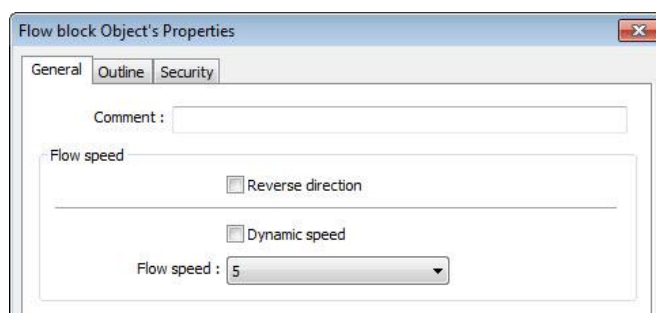 Flow block Object's Properties
General Outline Security
Comment :
Flow speed
Reverse direction
Dynamic speed
Flow speed : 5